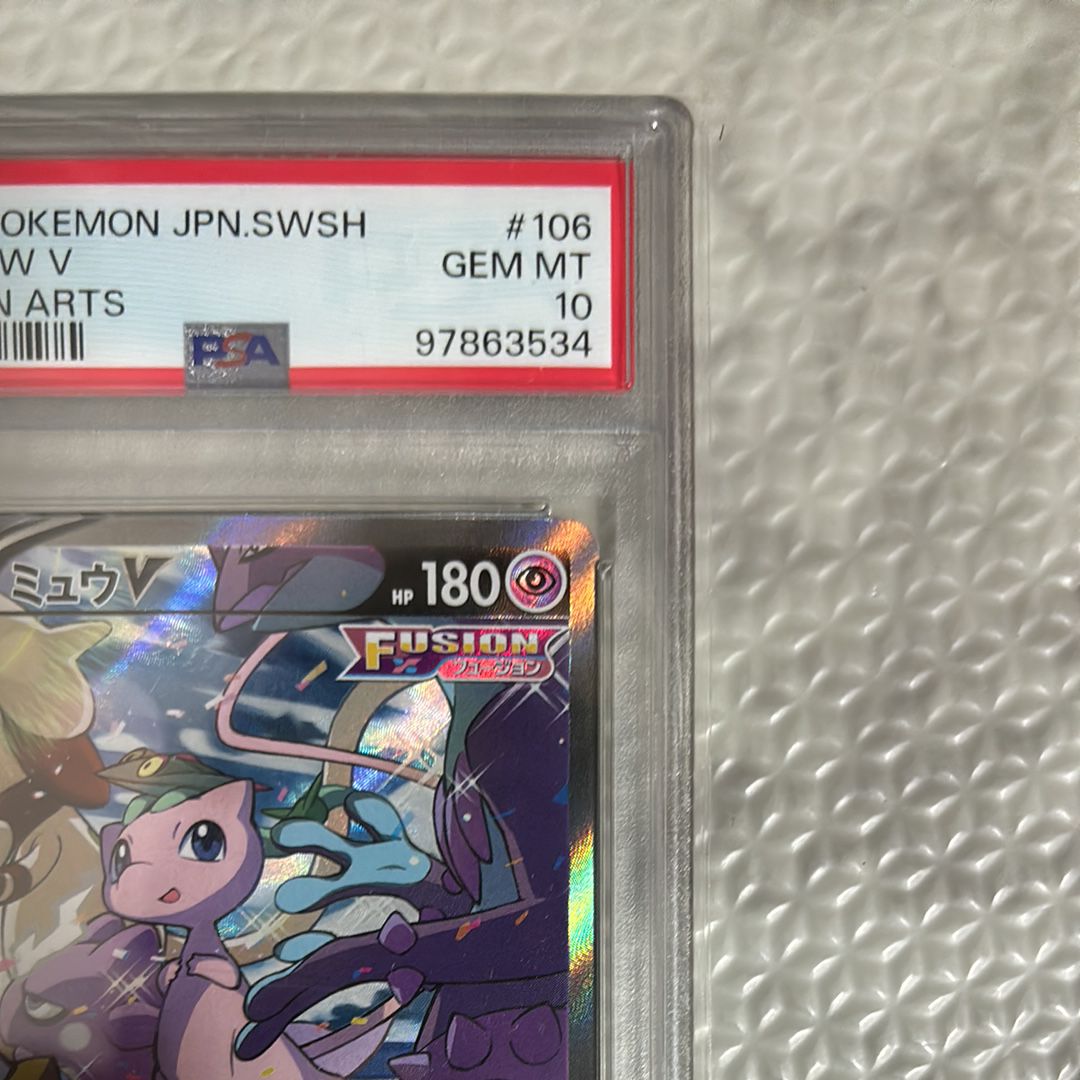 OKEMON JPN.SWSH #106
W V GEM MT
N ARTS 10
PSA 97863534
ミュウV HP 180
FUSION
フュージョン